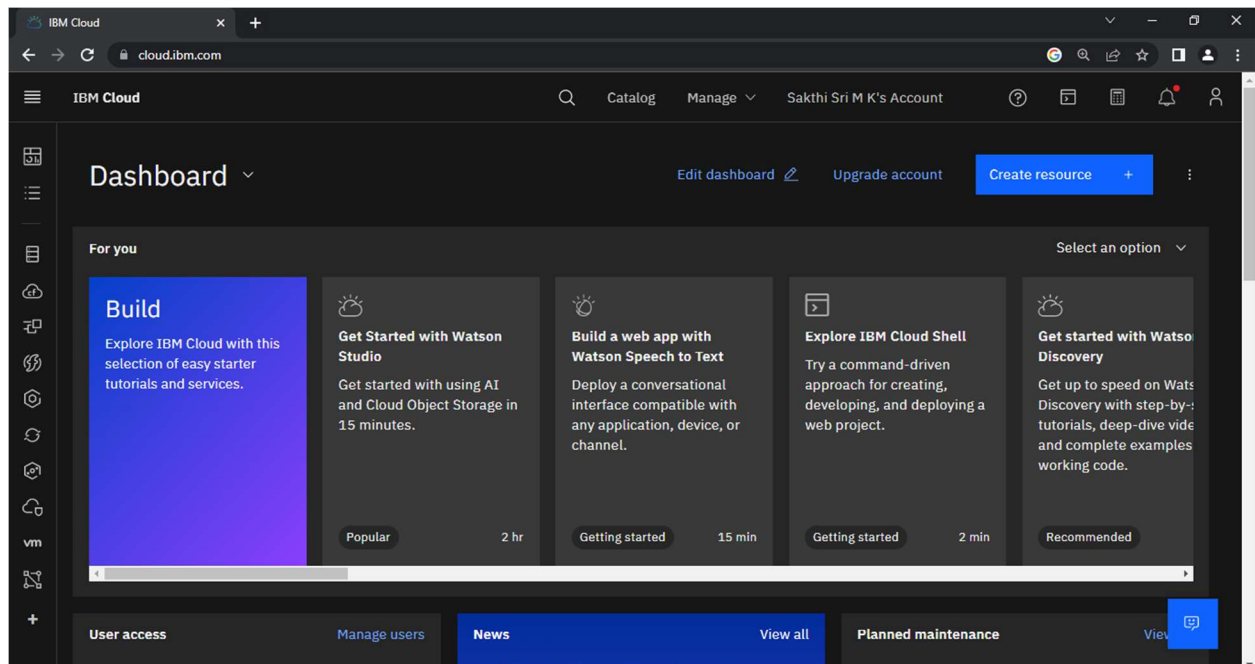 IBM Cloud
cloud.ibm.com
IBM Cloud Catalog Manage Sakthi Sri M K's Account
Dashboard Edit dashboard Upgrade account Create resource +
For you Select an option
Build
Explore IBM Cloud with this
selection of easy starter
tutorials and services.
Get Started with Watson
Studio
Get started with using AI
and Cloud Object Storage in
15 minutes.
Popular 2 hr
Build a web app with
Watson Speech to Text
Deploy a conversational
interface compatible with
any application, device, or
channel.
Getting started 15 min
Explore IBM Cloud Shell
Try a command-driven
approach for creating,
developing, and deploying a
web project.
Getting started 2 min
Get started with Watso
Discovery
Get up to speed on Wats
Discovery with step-by-
tutorials, deep-dive vide
and complete examples
working code.
Recommended
vm
User access Manage users
News View all
Planned maintenance Vie